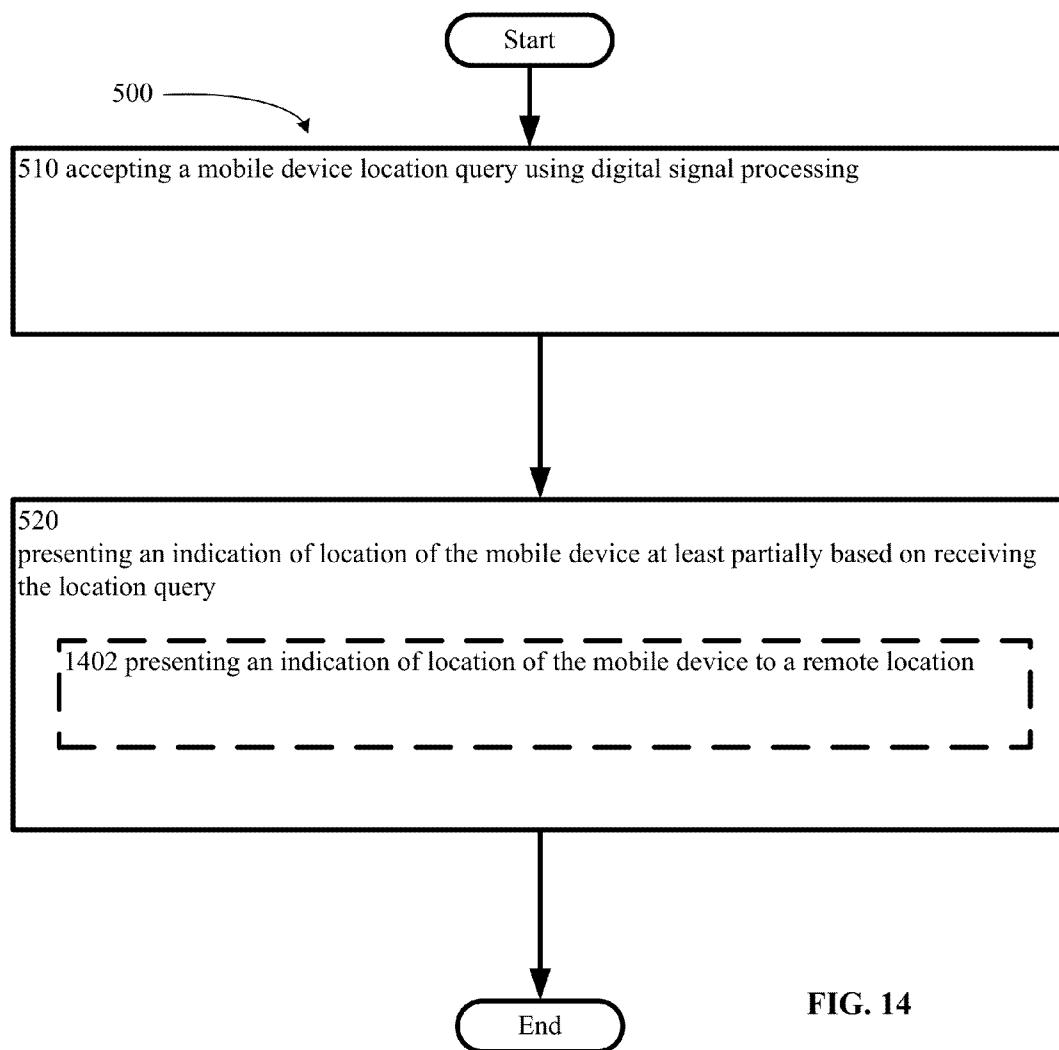 Start
500
510 accepting a mobile device location query using digital signal processing
520
presenting an indication of location of the mobile device at least partially based on receiving
the location query
1402 presenting an indication of location of the mobile device to a remote location
End
FIG. 14